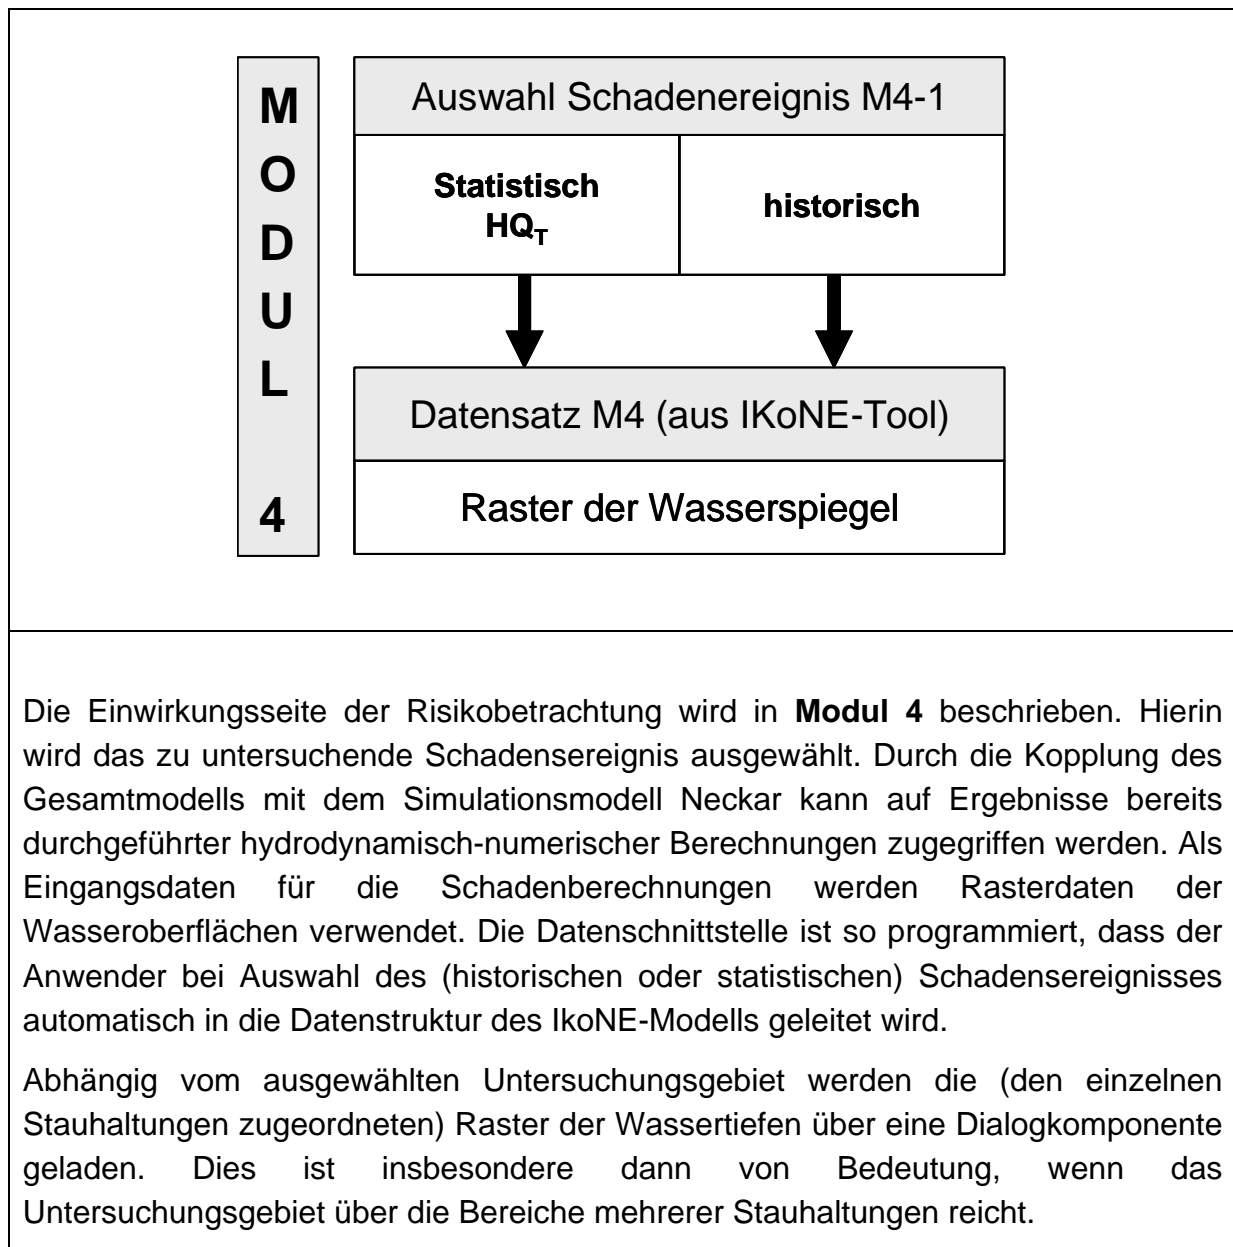 M
O
D
U
L
4
Auswahl Schadenereignis M4-1
Statistisch
HQT
historisch
Datensatz M4 (aus IKoNE-Tool)
Raster der Wasserspiegel
Die Einwirkungsseite der Risikobetrachtung wird in Modul 4 beschrieben. Hierin
wird das zu untersuchende Schadensereignis ausgewählt. Durch die Kopplung des
Gesamtmodells mit dem Simulationsmodell Neckar kann auf Ergebnisse bereits
durchgeführter hydrodynamisch-numerischer Berechnungen zugegriffen werden. Als
Eingangsdaten für die Schadenberechnungen werden Rasterdaten der
Wasseroberflächen verwendet. Die Datenschnittstelle ist so programmiert, dass der
Anwender bei Auswahl des (historischen oder statistischen) Schadensereignisses
automatisch in die Datenstruktur des IkoNE-Modells geleitet wird.
Abhängig vom ausgewählten Untersuchungsgebiet werden die (den einzelnen
Stauhaltungen zugeordneten) Raster der Wassertiefen über eine Dialogkomponente
geladen. Dies ist insbesondere dann von Bedeutung, wenn das
Untersuchungsgebiet über die Bereiche mehrerer Stauhaltungen reicht.